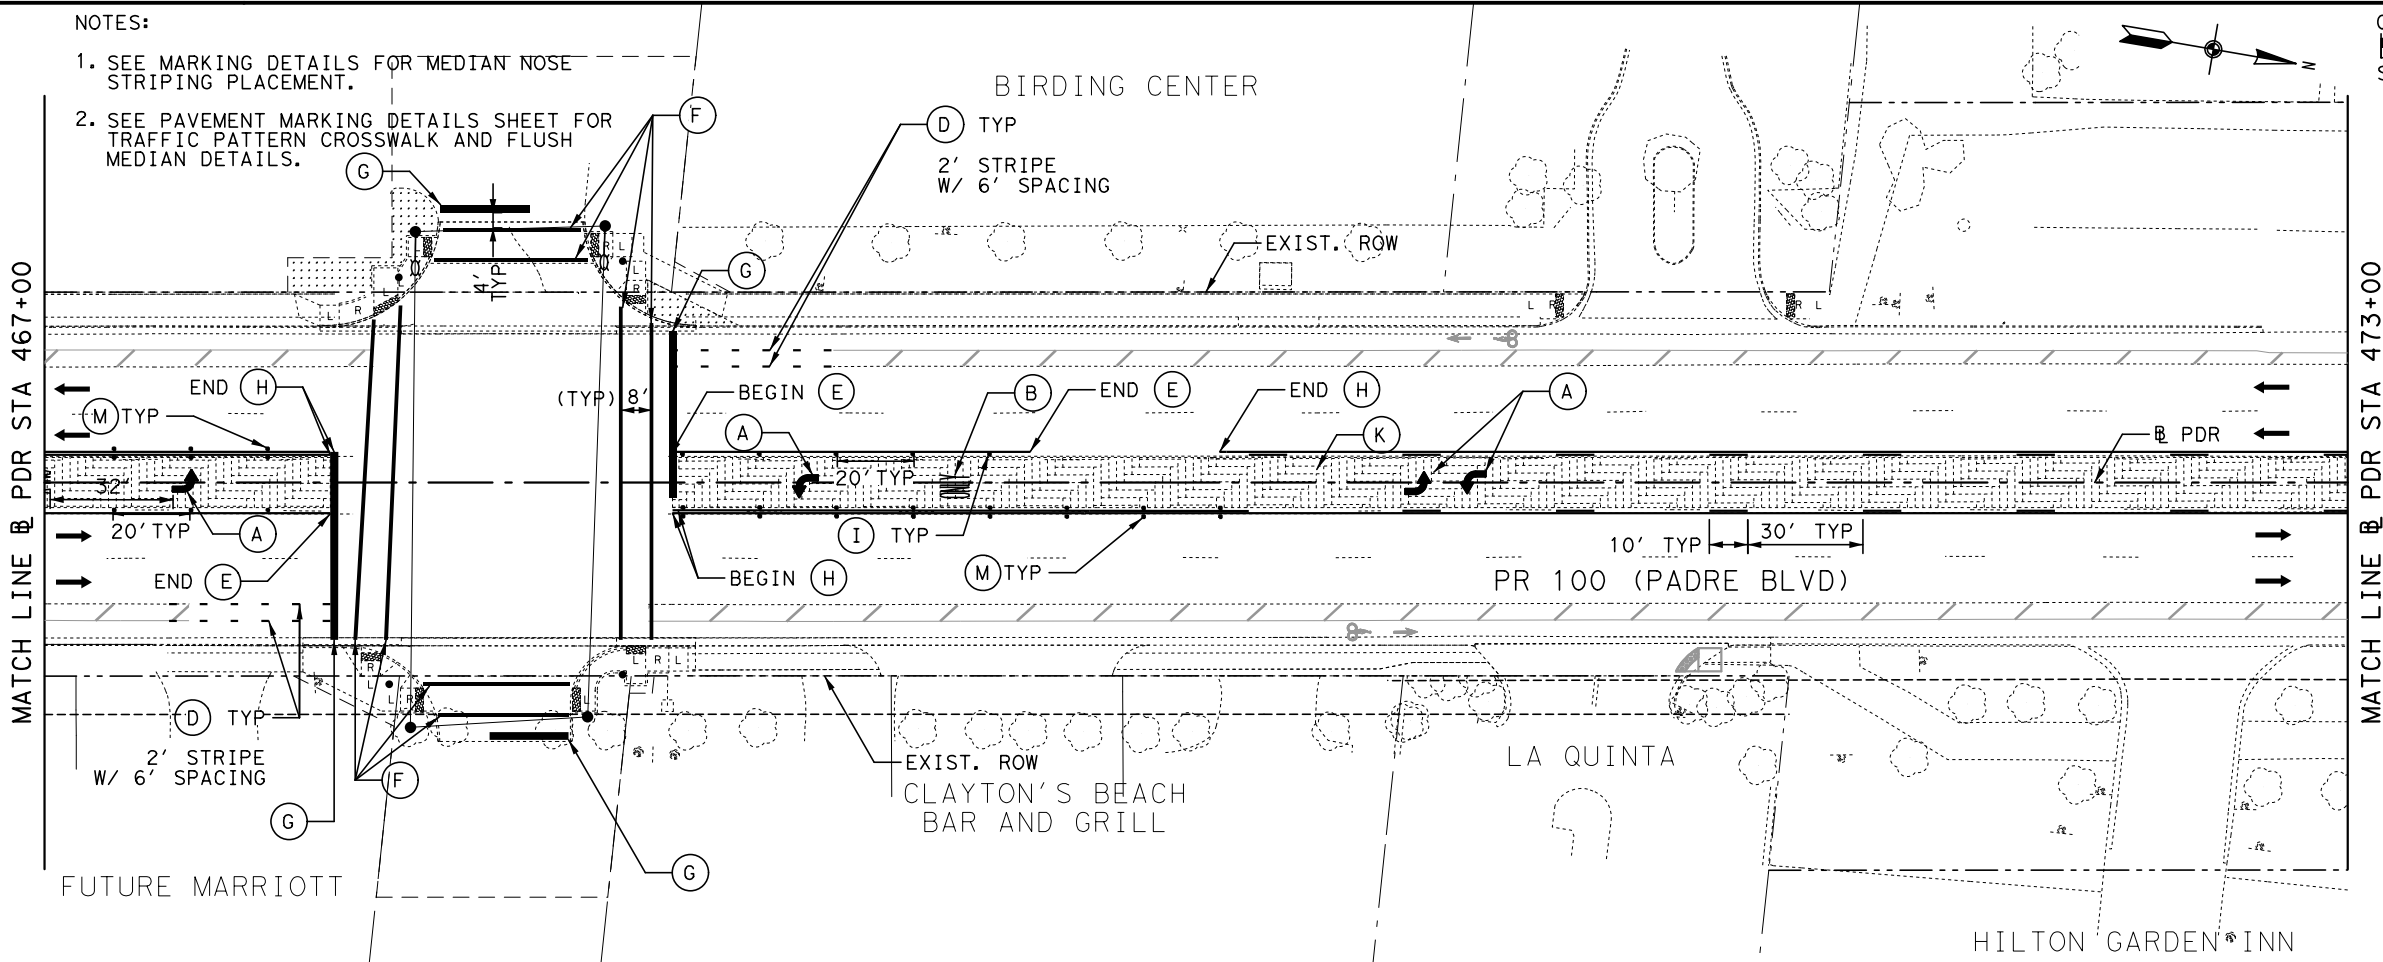 NOTES:
1. SEE MARKING DETAILS FOR MEDIAN NOSE
STRIPING PLACEMENT.
2. SEE PAVEMENT MARKING DETAILS SHEET FOR
TRAFFIC PATTERN CROSSWALK AND FLUSH
MEDIAN DETAILS.
BIRDING CENTER
N
F
D TYP
2' STRIPE
W/ 6' SPACING
G
4'
TYP
G
EXIST. ROW
L
R
L
R
L
R
L
L
R
L
R
R
L
MATCH LINE BL PDR STA 467+00
MATCH LINE BL PDR STA 473+00
END H
(TYP) 8'
BEGIN E
B
END E
END H
A
M TYP
A
K
BL PDR
32'
20' TYP
20' TYP
A
I TYP
10' TYP
30' TYP
END E
BEGIN H
M TYP
PR 100 (PADRE BLVD)
R
L
L
R
L
R
L
L
D TYP
2' STRIPE
W/ 6' SPACING
F
G
EXIST. ROW
LA QUINTA
CLAYTON'S BEACH
BAR AND GRILL
G
FUTURE MARRIOTT
HILTON GARDEN INN